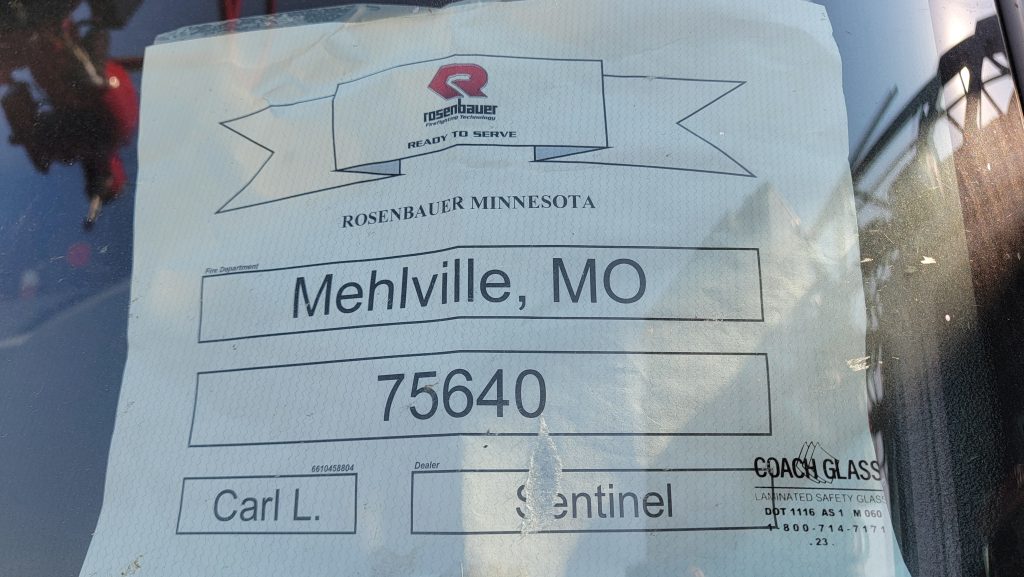 rosenbauer
Firefighting Technology
READY TO SERVE
ROSENBAUER MINNESOTA
Fire Department
Mehlville, MO
75640
6610458804
Carl L.
Dealer
Sentinel
COACH GLASS
LAMINATED SAFETY GLASS
DOT 1116 AS 1 M 060
1-800-714-7171
.23.